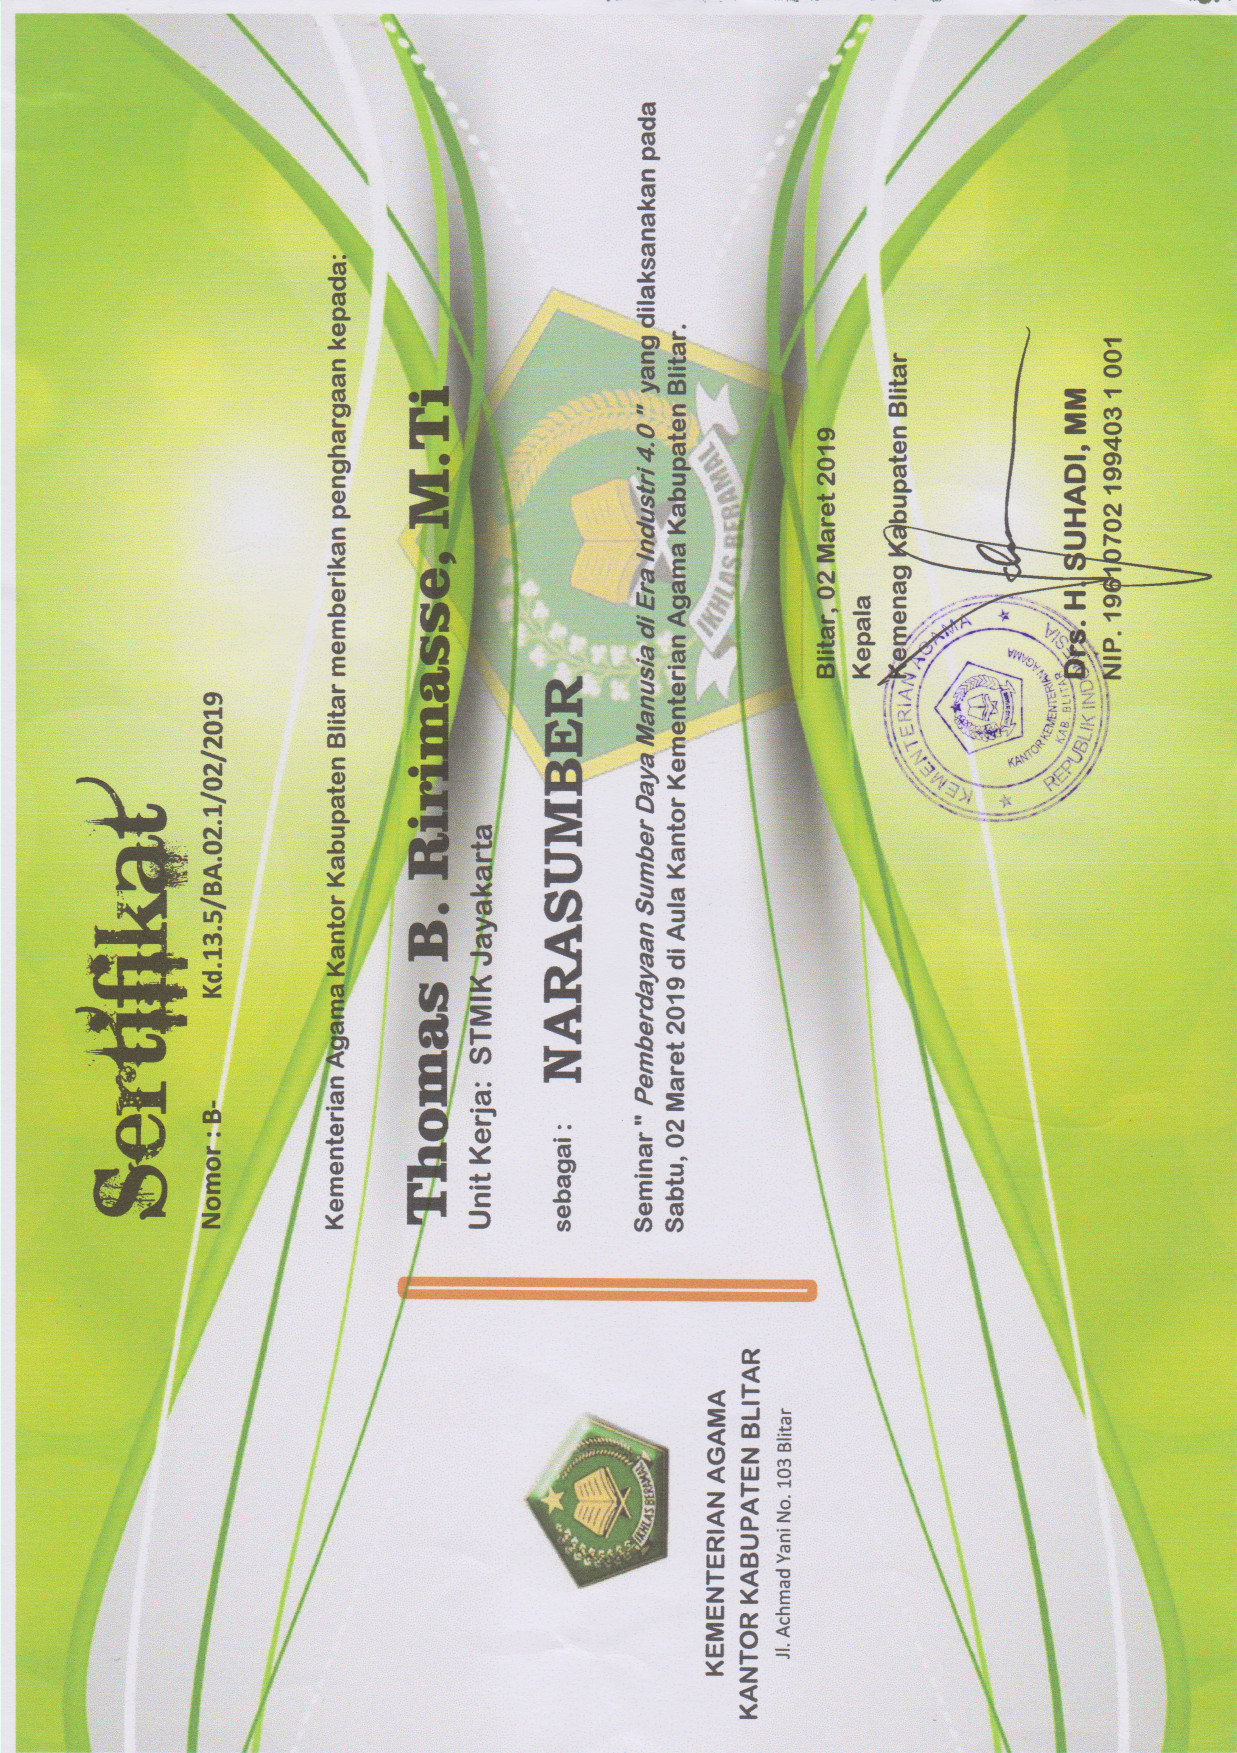 Sertifikat
Nomor : B- Kd.13.5/BA.02.1/02/2019
Kementerian Agama Kantor Kabupaten Blitar memberikan penghargaan kepada:
Thomas B. Ririmasse, M.Ti
Unit Kerja: STMIK Jayakarta
sebagai : NARASUMBER
Seminar " Pemberdayaan Sumber Daya Manusia di Era Industri 4.0 " yang dilaksanakan pada
Sabtu, 02 Maret 2019 di Aula Kantor Kementerian Agama Kabupaten Blitar.
IKHLAS BERAMAL
Blitar, 02 Maret 2019
Kepala
Kemenag Kabupaten Blitar
KEMENTERIAN AGAMA
KANTOR KEMENTERIAN AGAMA
KAB. BLITAR
REPUBLIK INDONESIA
Drs. H. SUHADI, MM
NIP. 19610702 199403 1 001
IKHLAS BERAMAL
KEMENTERIAN AGAMA
KANTOR KABUPATEN BLITAR
Jl. Achmad Yani No. 103 Blitar